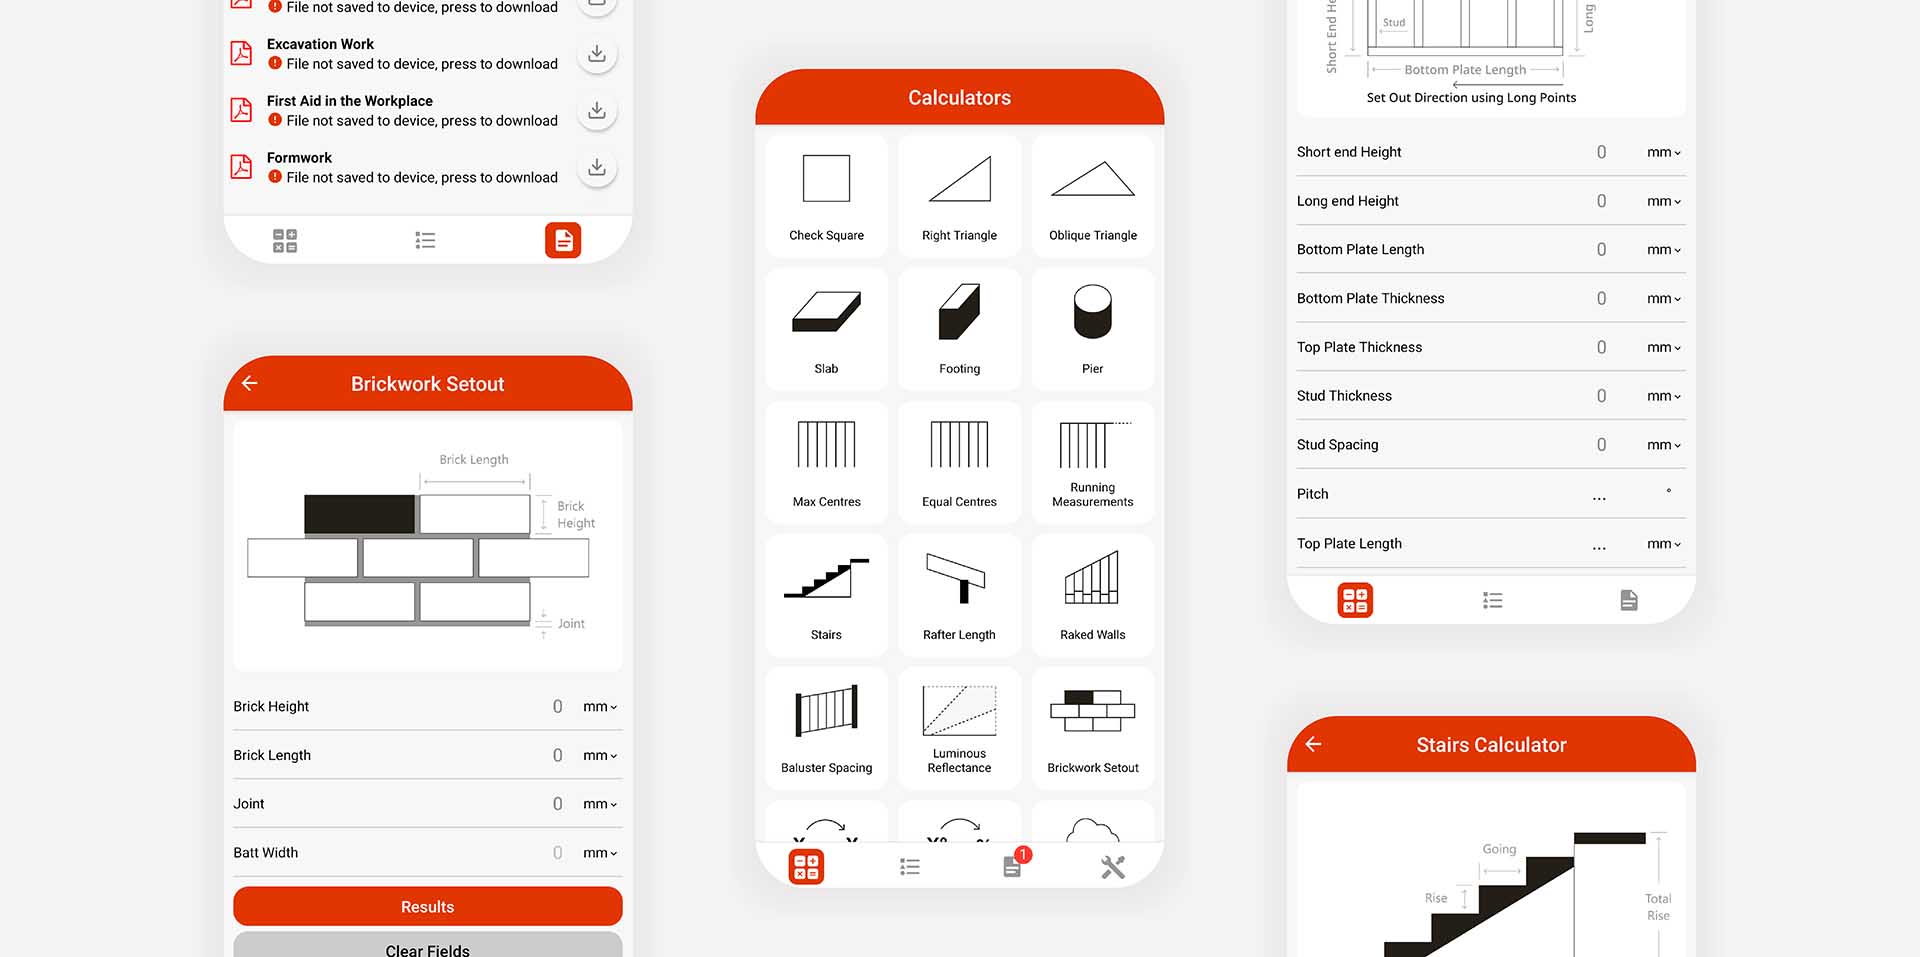 File not saved to device, press to download
Excavation Work
File not saved to device, press to download
First Aid in the Workplace
File not saved to device, press to download
Formwork
File not saved to device, press to download
Brickwork Setout
Brick Length
Brick
Height
Joint
Brick Height 0 mm
Brick Length 0 mm
Joint 0 mm
Batt Width 0 mm
Results
Clear Fields
Calculators
Check Square
Right Triangle
Oblique Triangle
Slab
Footing
Pier
Max Centres
Equal Centres
Running
Measurements
Stairs
Rafter Length
Raked Walls
Baluster Spacing
Luminous
Reflectance
Brickwork Setout
1
Stud
Short End
Long
Bottom Plate Length
Set Out Direction using Long Points
Short end Height 0 mm
Long end Height 0 mm
Bottom Plate Length 0 mm
Bottom Plate Thickness 0 mm
Top Plate Thickness 0 mm
Stud Thickness 0 mm
Stud Spacing 0 mm
Pitch ... °
Top Plate Length ... mm
Stairs Calculator
Going
Rise
Total
Rise